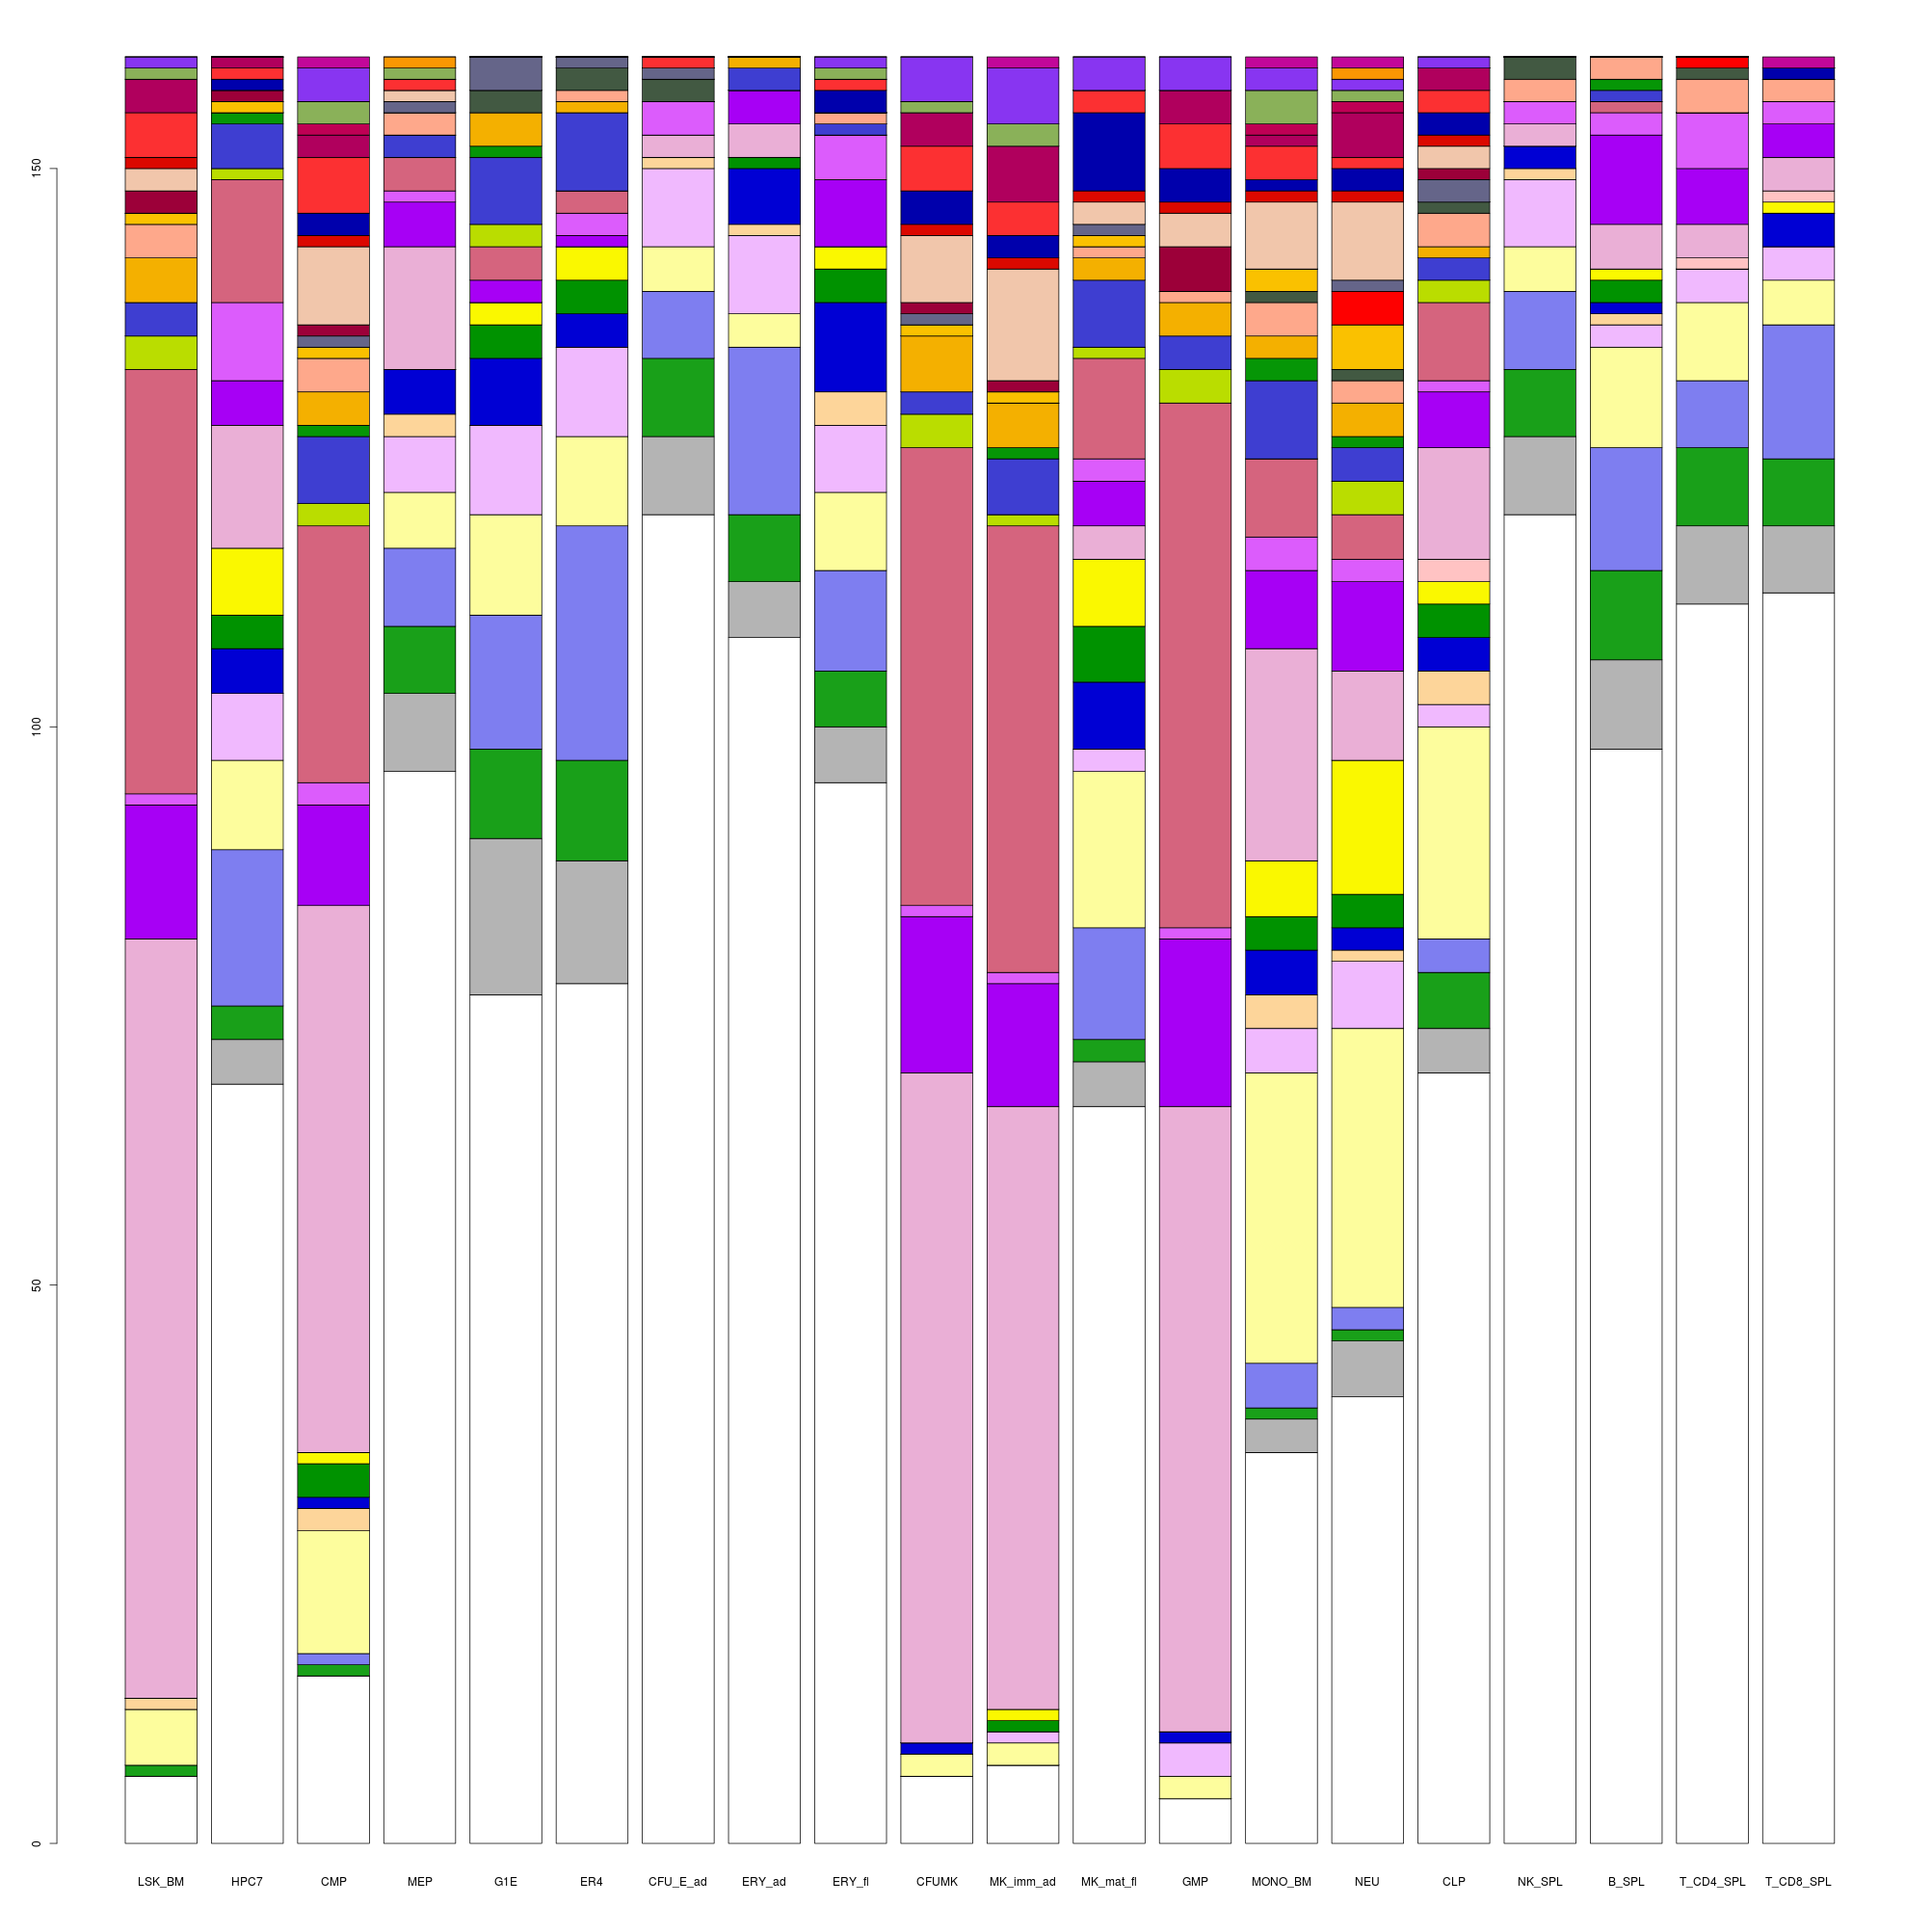 150
100
50
0
LSK_BM HPC7 CMP MEP G1E ER4 CFU_E_ad ERY_ad ERY_fl CFUMK MK_imm_ad MK_mat_fl GMP MONO_BM NEU CLP NK_SPL B_SPL T_CD4_SPL T_CD8_SPL